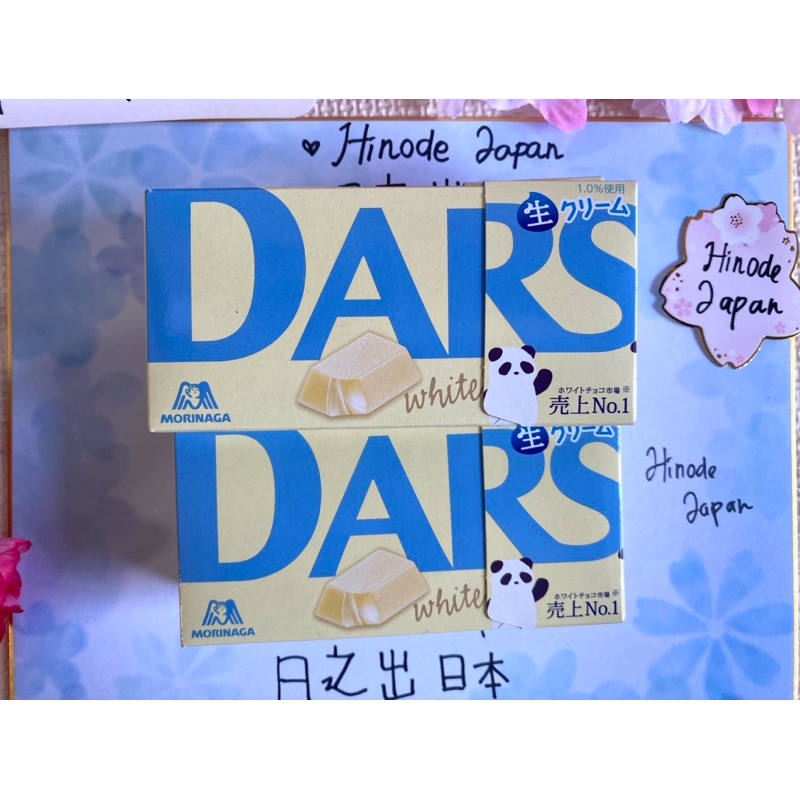 ♥ Hinode Japan
DARS
1.0%使用
生クリーム
white
ホワイトチョコ市場※
売上No.1
MORINAGA
Hinode
Japan
DARS
生クリーム
white
ホワイトチョコ市場※
売上No.1
MORINAGA
Hinode
Japan
日之出日本